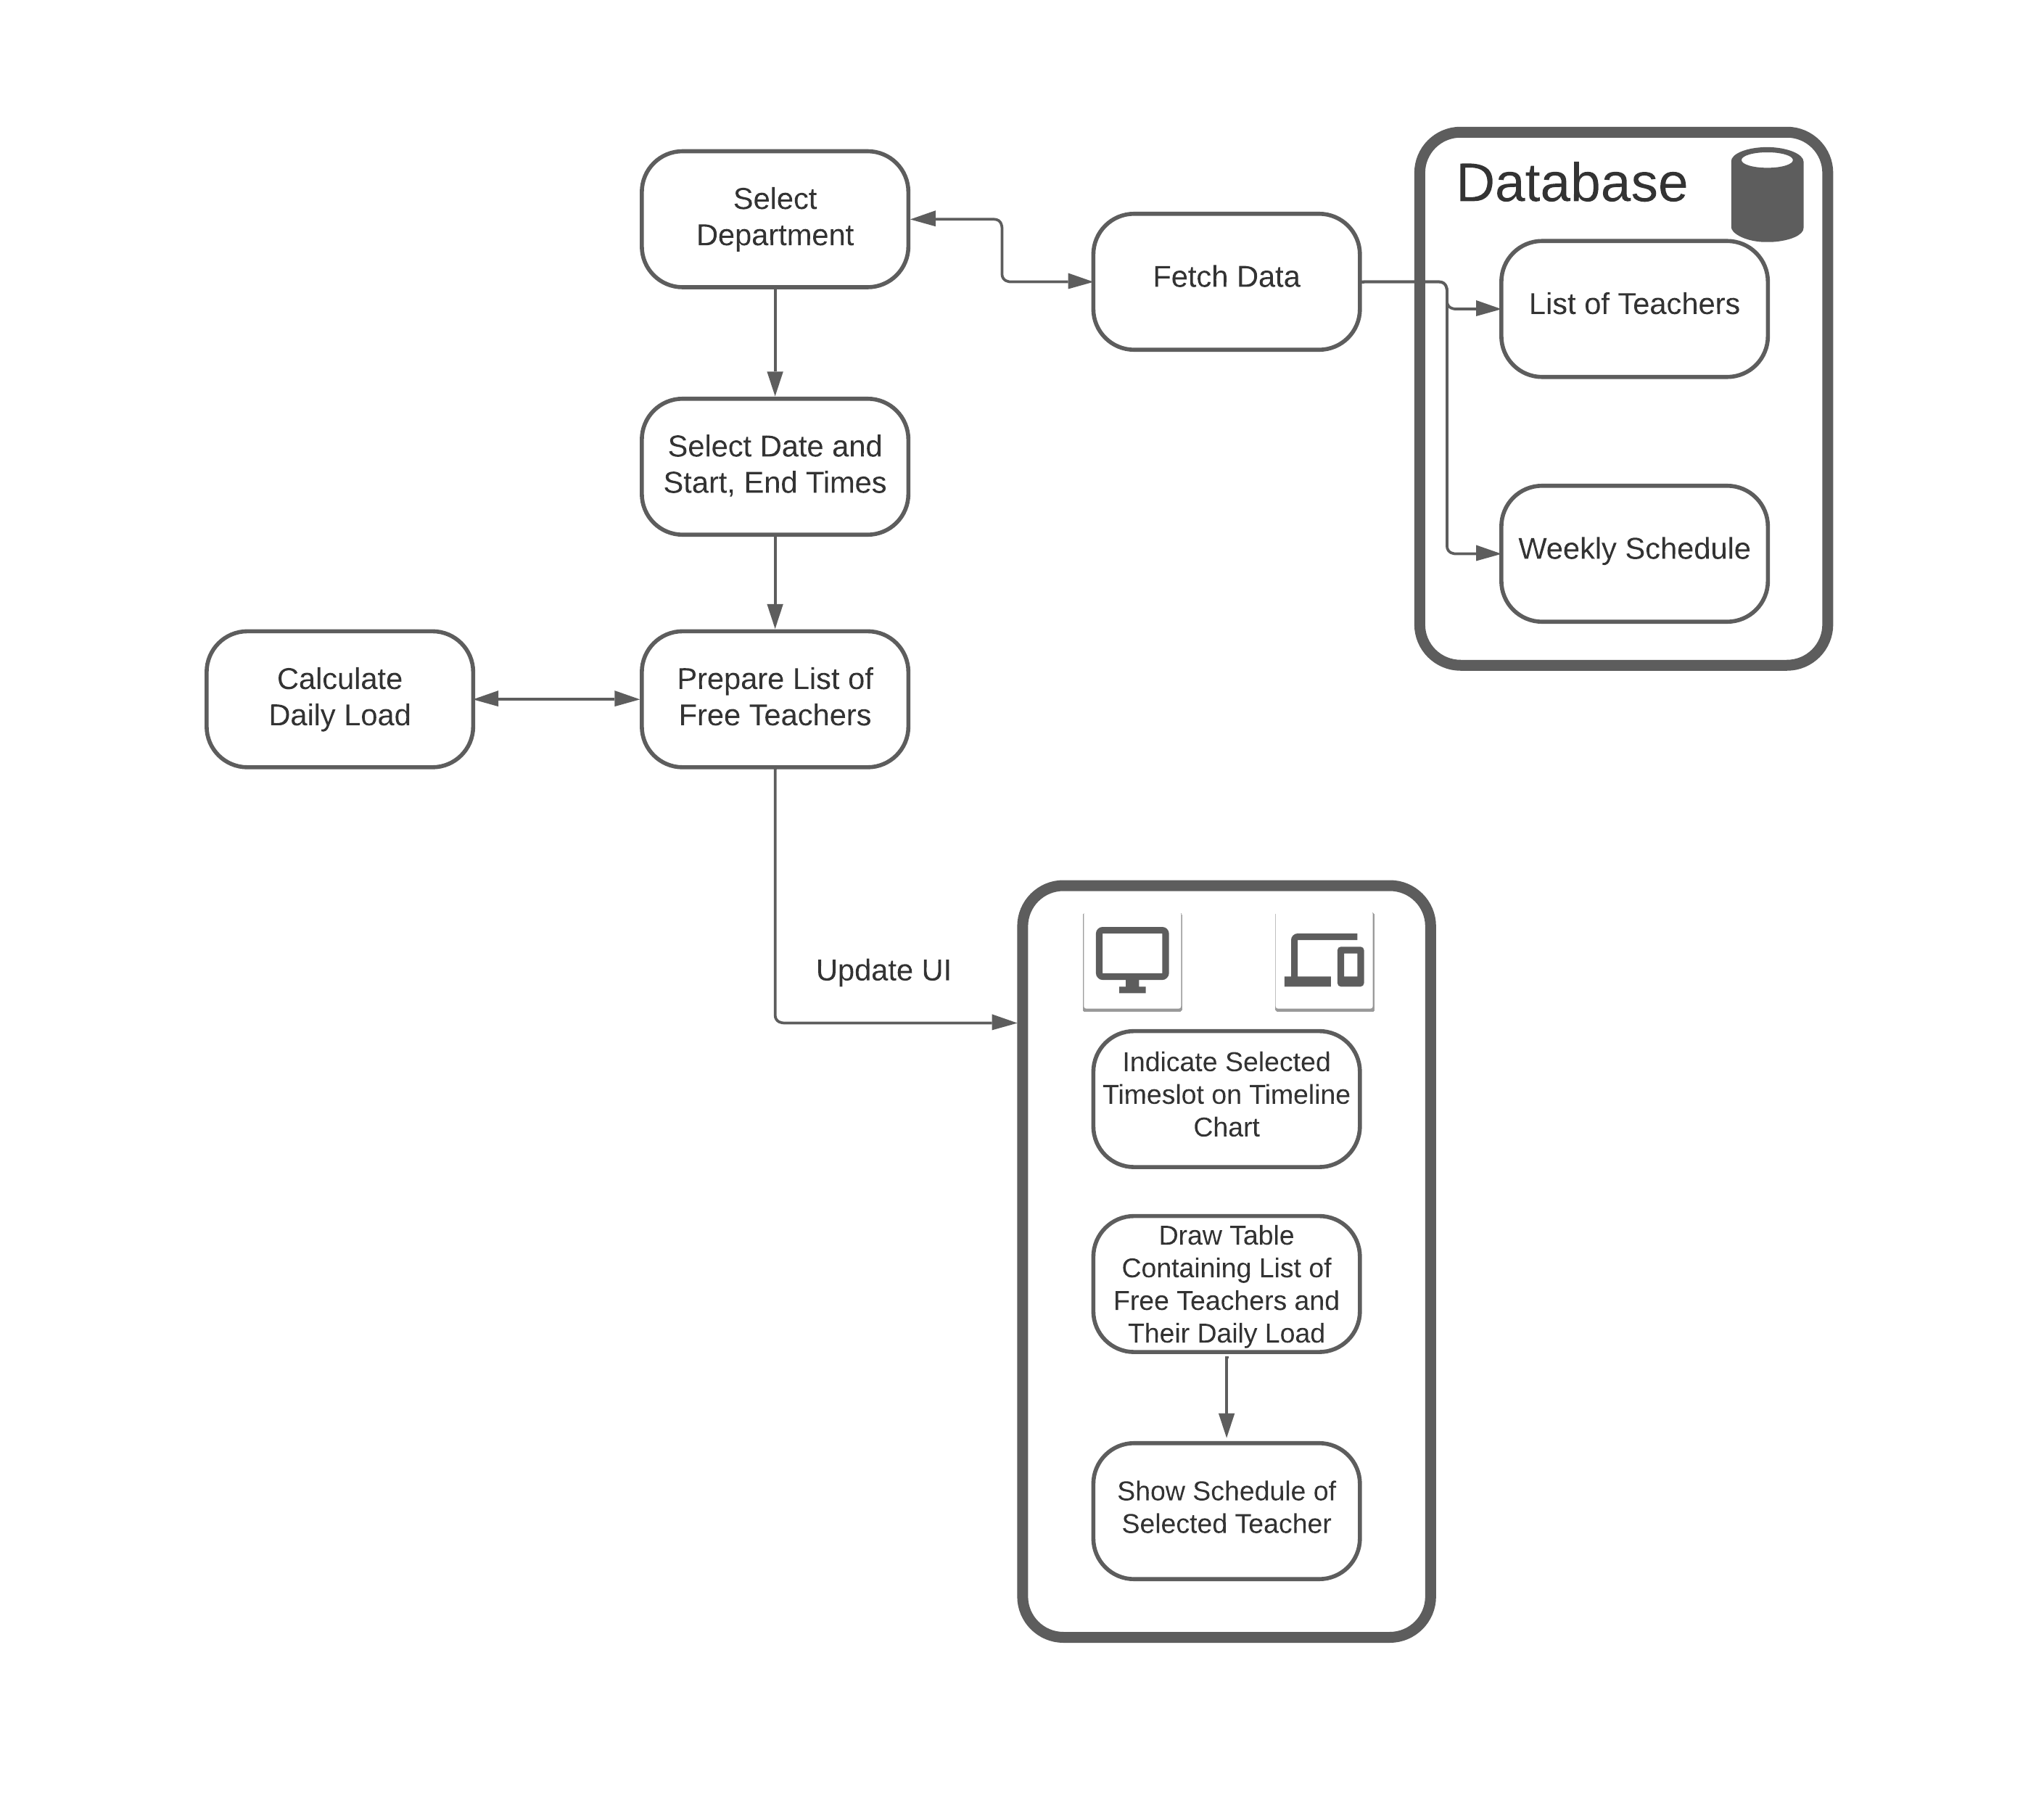 Select
Department
Fetch Data
Database
List of Teachers
Weekly Schedule
Select Date and
Start, End Times
Calculate
Daily Load
Prepare List of
Free Teachers
Update UI
Indicate Selected
Timeslot on Timeline
Chart
Draw Table
Containing List of
Free Teachers and
Their Daily Load
Show Schedule of
Selected Teacher